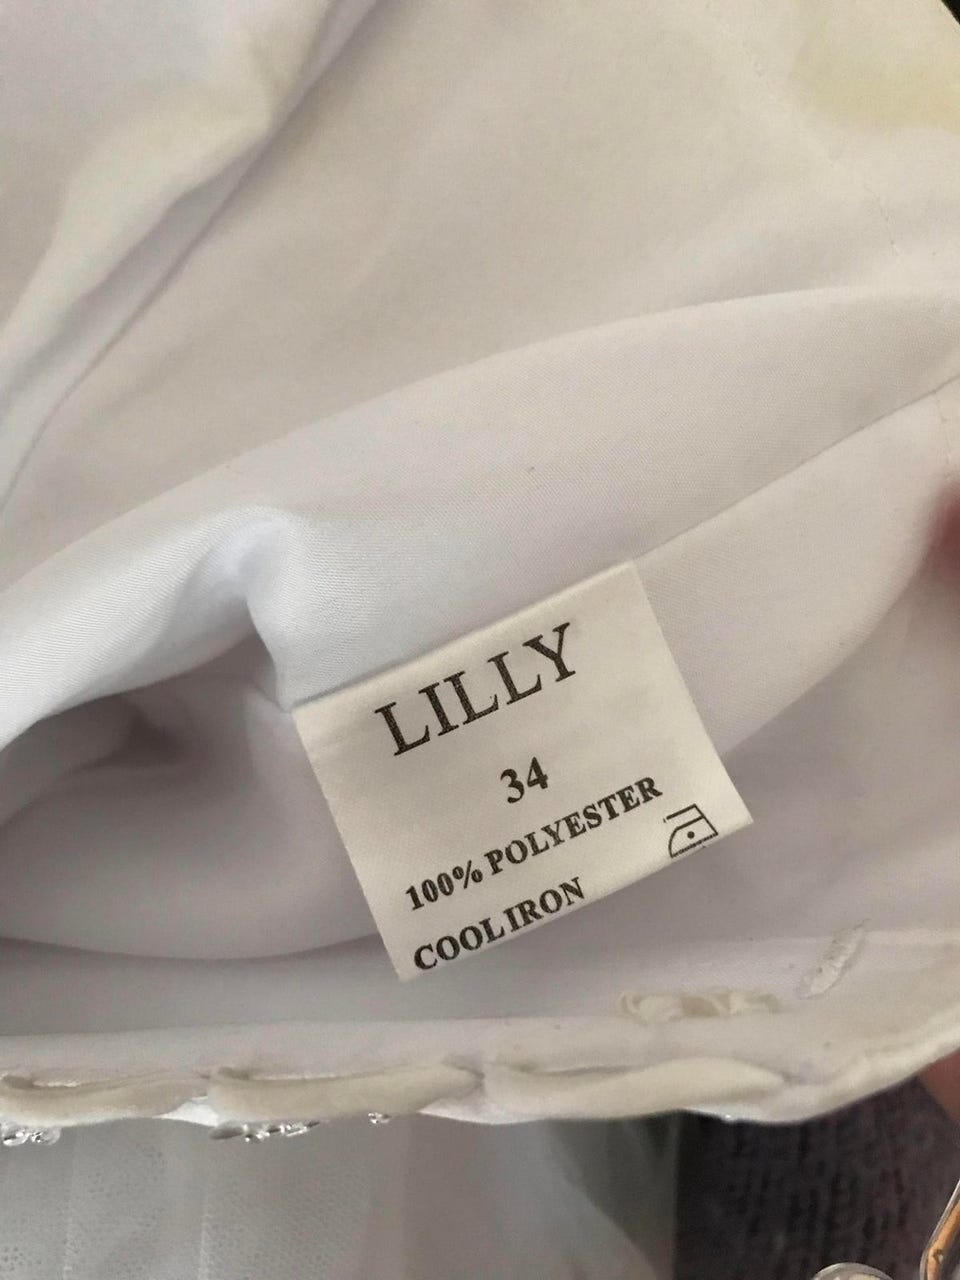 LILLY
34
100% POLYESTER
COOL IRON